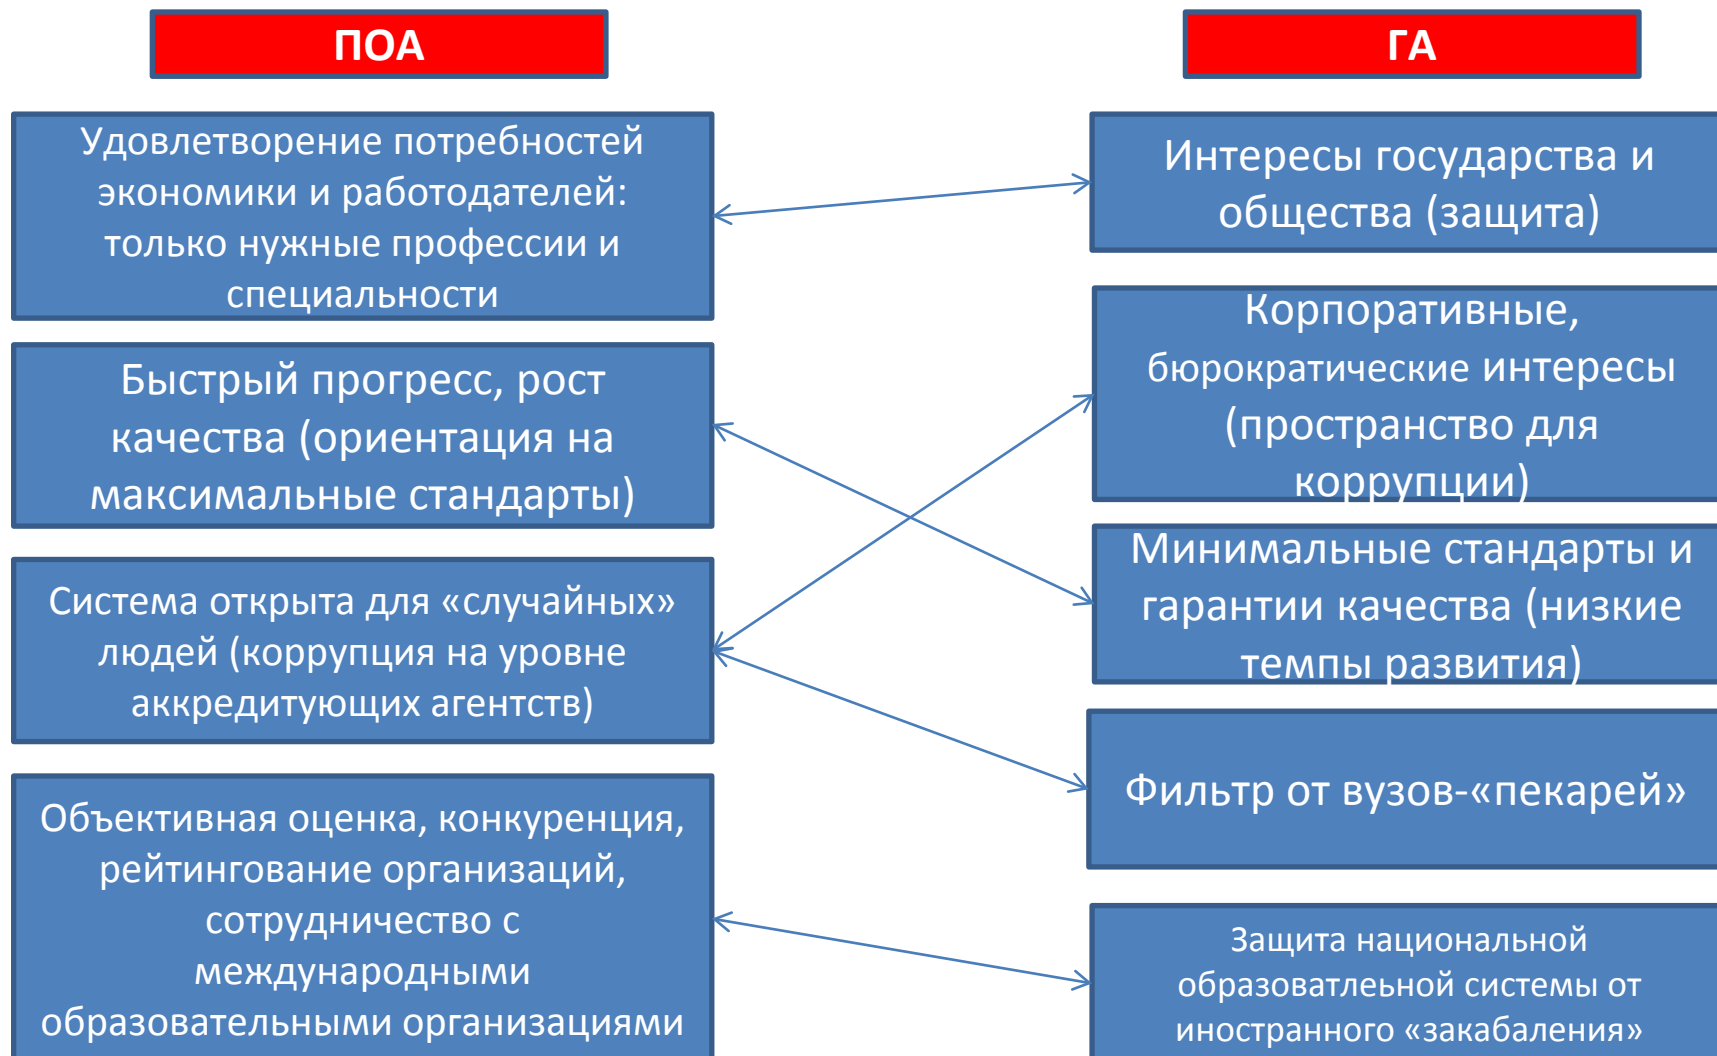 ПОА
Удовлетворение потребностей
экономики и работодателей:
только нужные профессии и
специальности
Быстрый прогресс, рост
качества (ориентация на
максимальные стандарты)
Система открыта для «случайных»
людей (коррупция на уровне
аккредитующих агентств)
Объективная оценка, конкуренция,
рейтингование организаций,
сотрудничество с
международными
образовательными организациями
ГА
Интересы государства и
общества (защита)
Корпоративные,
бюрократические интересы
(пространство для
коррупции)
Минимальные стандарты и
гарантии качества (низкие
темпы развития)
Фильтр от вузов-«пекарей»
Защита национальной
образоватлеьной системы от
иностранного «закабаления»